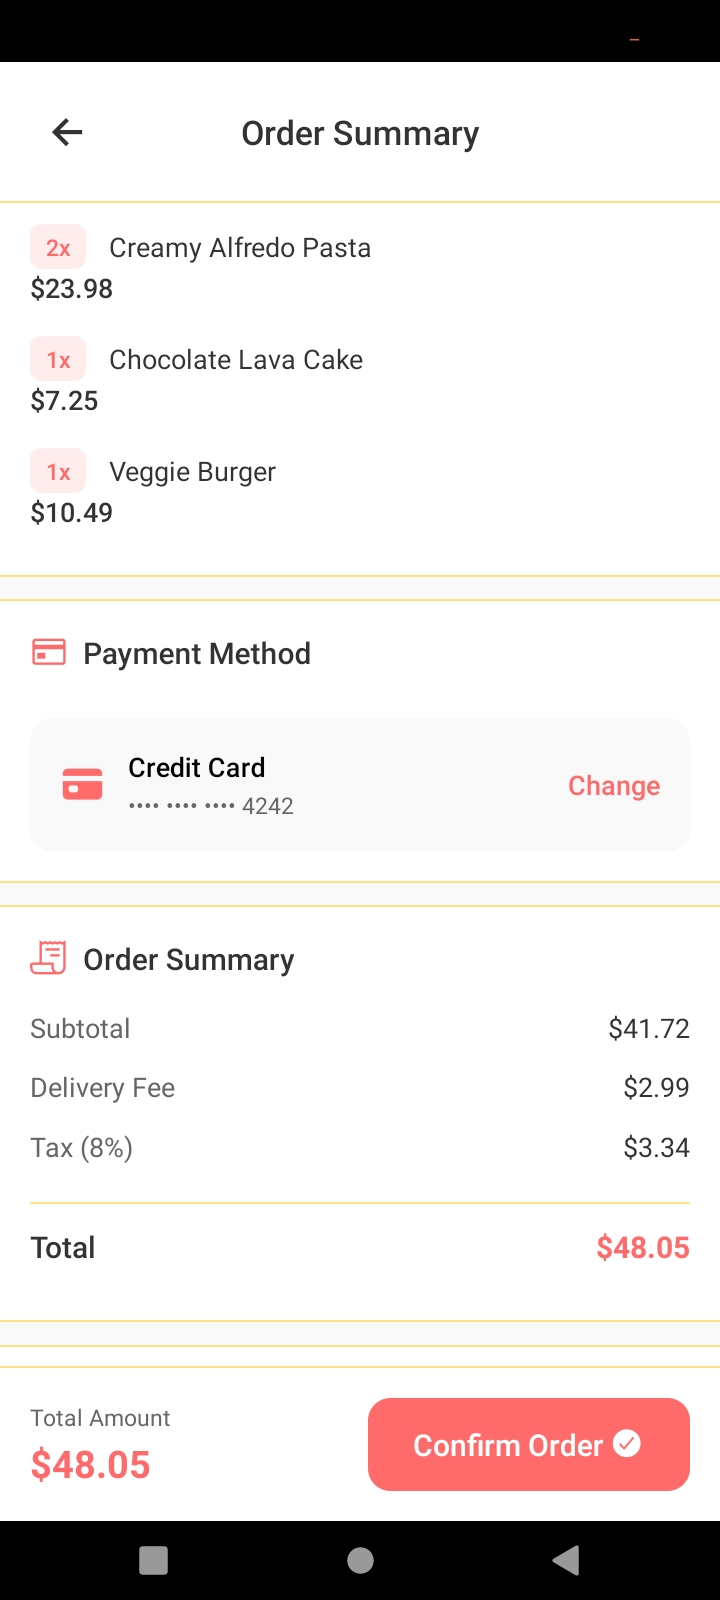 Order Summary
2x Creamy Alfredo Pasta
$23.98
1x Chocolate Lava Cake
$7.25
1x Veggie Burger
$10.49
Payment Method
Credit Card
•••• •••• •••• 4242
Change
Order Summary
Subtotal $41.72
Delivery Fee $2.99
Tax (8%) $3.34
Total $48.05
Total Amount
$48.05
Confirm Order